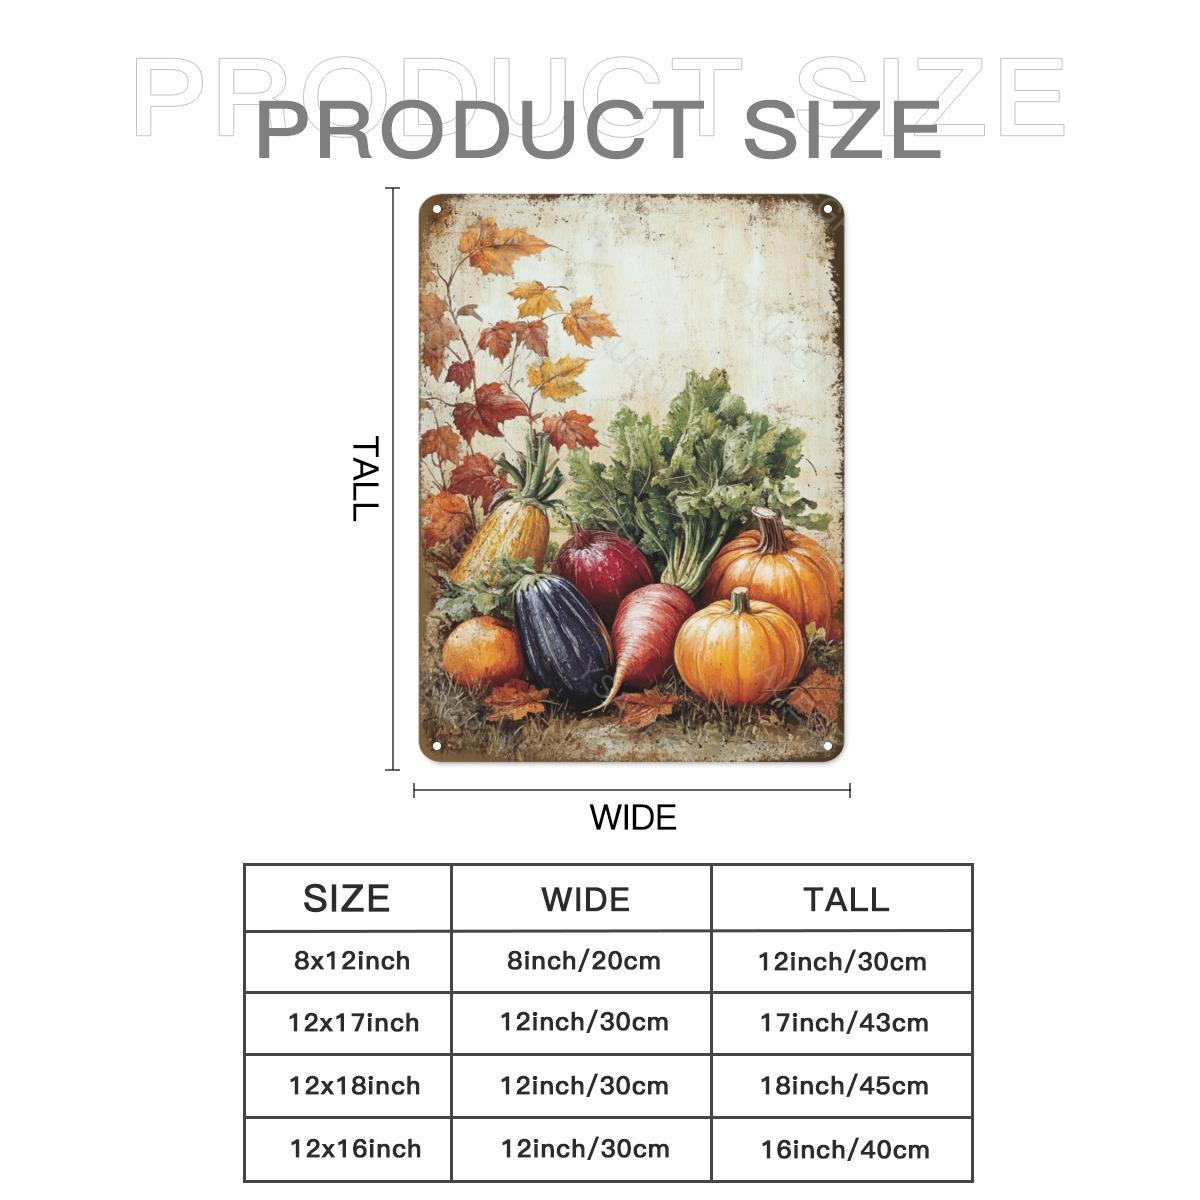 PRODUCT SIZE
PRODUCT SIZE
TALL
WIDE
SIZE WIDE TALL
8x12inch 8inch/20cm 12inch/30cm
12x17inch 12inch/30cm 17inch/43cm
12x18inch 12inch/30cm 18inch/45cm
12x16inch 12inch/30cm 16inch/40cm